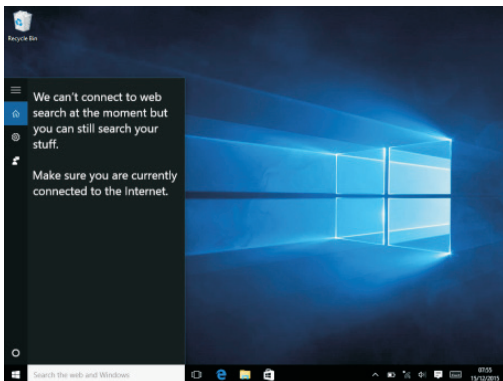 Recycle Bin
We can't connect to web
search at the moment but
you can still search your
stuff.
Make sure you are currently
connected to the Internet.
Search the web and Windows
07:55
15/12/2015